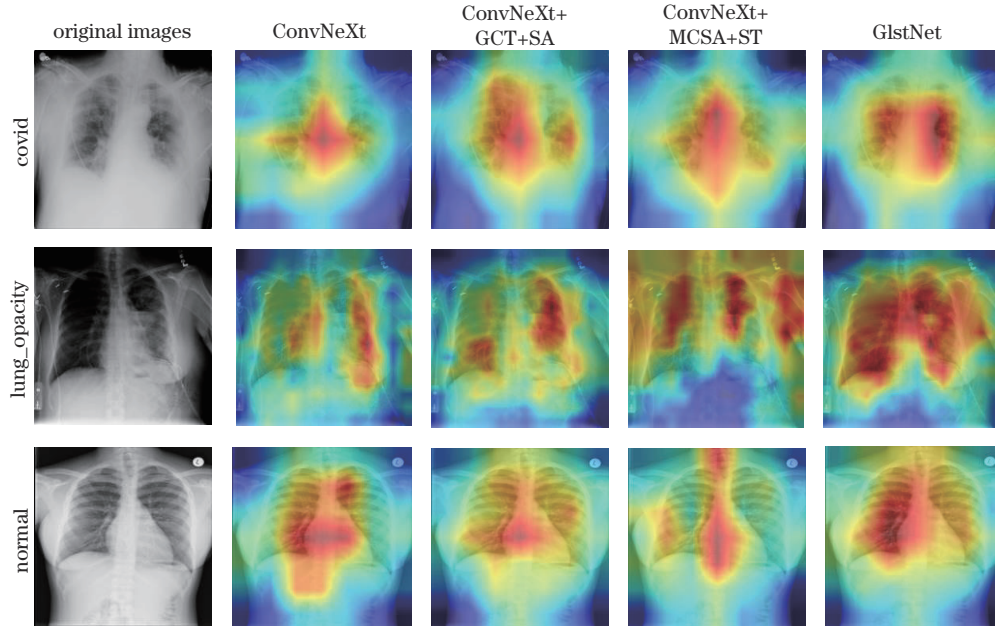 original images
ConvNeXt
ConvNeXt+
GCT+SA
ConvNeXt+
MCSA+ST
GlstNet
covid
lung_opacity
normal